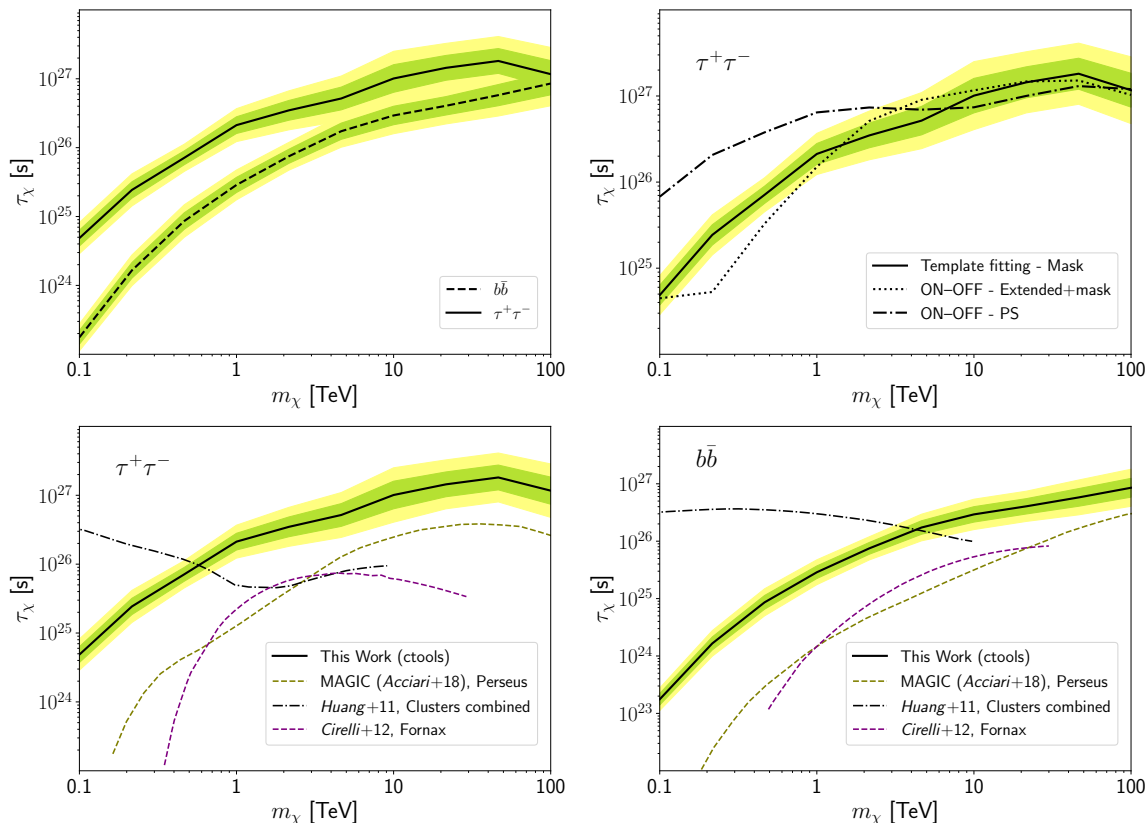 10^27
10^26
10^25
10^24
τ_χ [s]
b b̄
τ^+τ^-
0.1 1 10 100
m_χ [TeV]
τ^+τ^-
10^27
10^26
10^25
τ_χ [s]
Template fitting - Mask
ON–OFF - Extended+mask
ON–OFF - PS
0.1 1 10 100
m_χ [TeV]
τ^+τ^-
10^27
10^26
10^25
10^24
τ_χ [s]
This Work (ctools)
MAGIC (Acciari+18), Perseus
Huang+11, Clusters combined
Cirelli+12, Fornax
0.1 1 10 100
m_χ [TeV]
b b̄
10^27
10^26
10^25
10^24
10^23
τ_χ [s]
This Work (ctools)
MAGIC (Acciari+18), Perseus
Huang+11, Clusters combined
Cirelli+12, Fornax
0.1 1 10 100
m_χ [TeV]